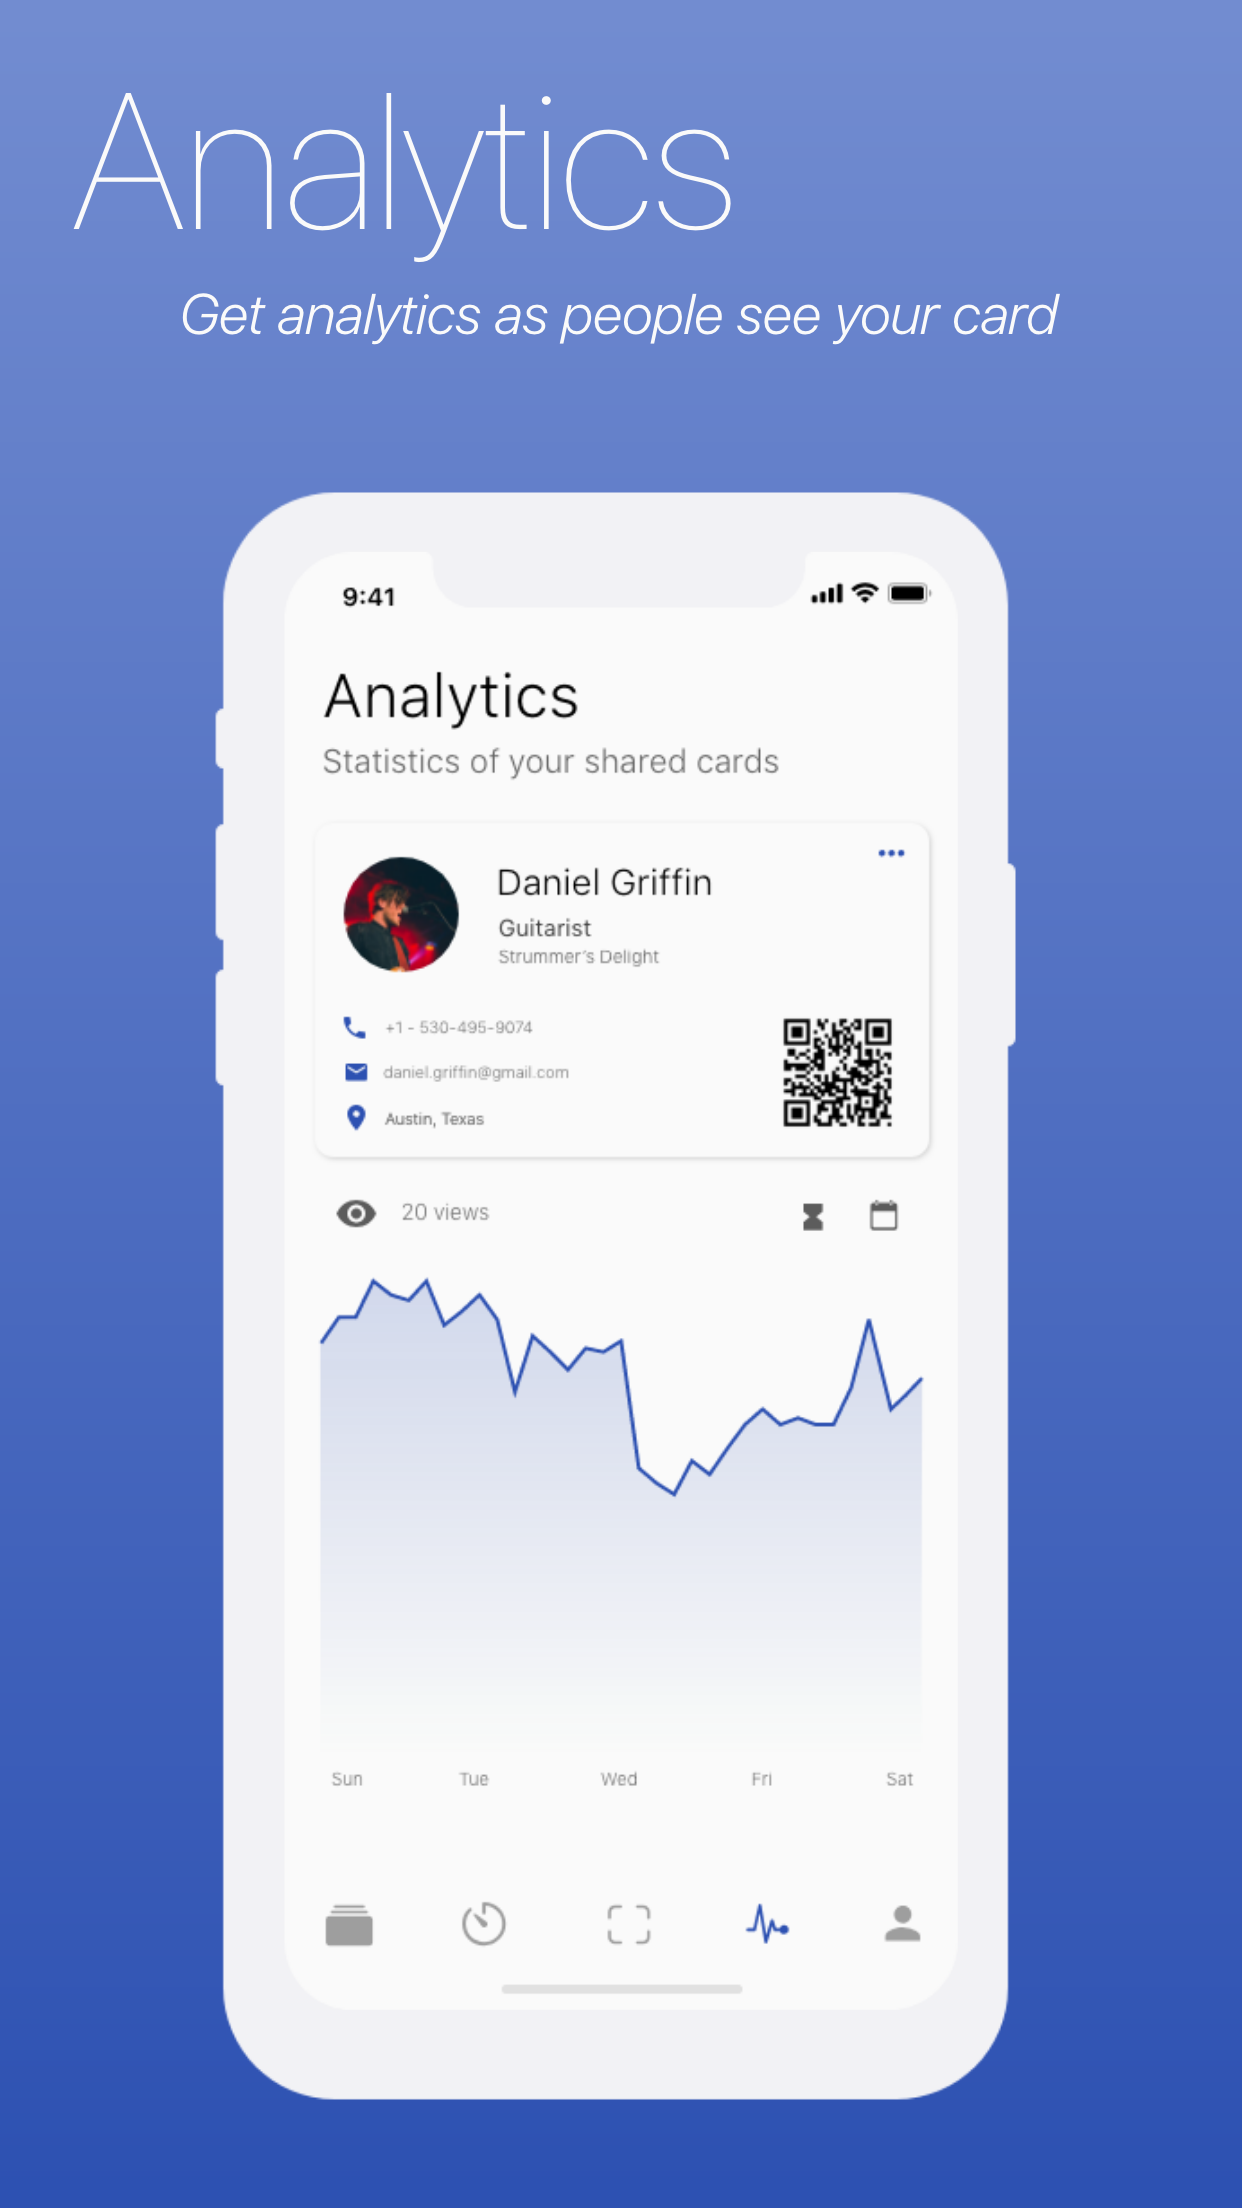 Analytics
Get analytics as people see your card
9:41
Analytics
Statistics of your shared cards
Daniel Griffin
Guitarist
Strummer's Delight
+1 - 530-495-9074
daniel.griffin@gmail.com
Austin, Texas
20 views
Sun Tue Wed Fri Sat